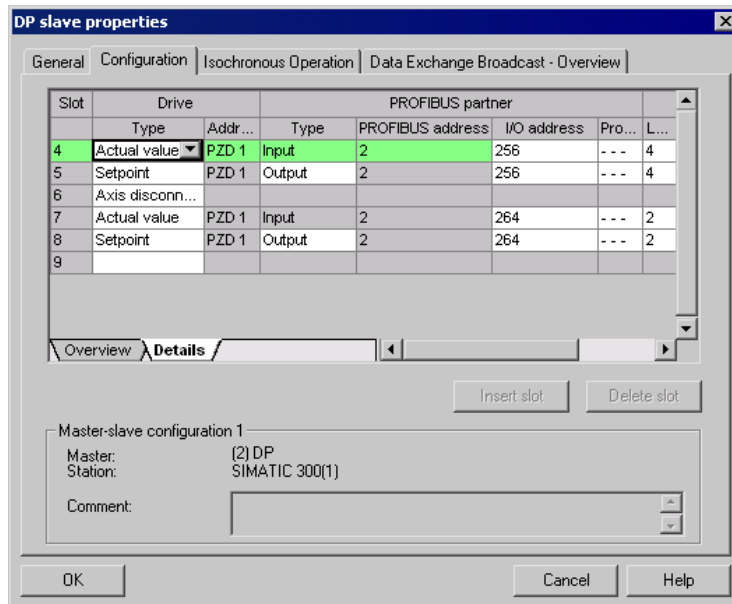 DP slave properties
General Configuration Isochronous Operation Data Exchange Broadcast - Overview
Slot Drive PROFIBUS partner
Type Addr... Type PROFIBUS address I/O address Pro... L...
4 Actual value PZD 1 Input 2 256 - - - 4
5 Setpoint PZD 1 Output 2 256 - - - 4
6 Axis disconn...
7 Actual value PZD 1 Input 2 264 - - - 2
8 Setpoint PZD 1 Output 2 264 - - - 2
9
Overview Details
Insert slot Delete slot
Master-slave configuration 1
Master: (2) DP
Station: SIMATIC 300(1)
Comment:
OK Cancel Help